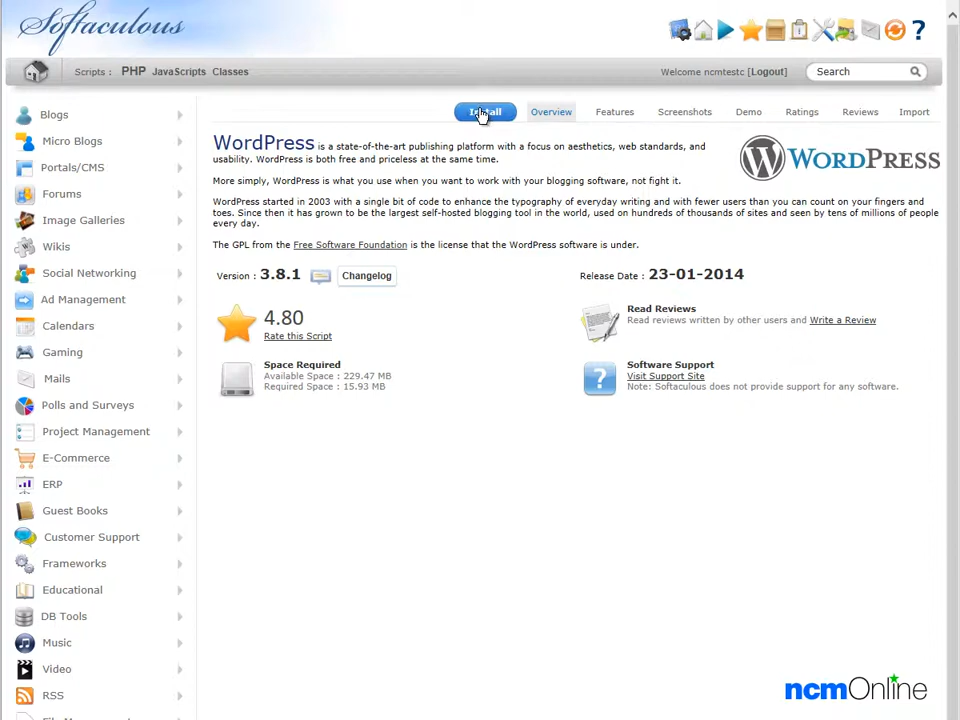 Softaculous
Scripts : PHP JavaScripts Classes
Welcome ncmtestc [Logout]
Search
Blogs
Micro Blogs
Portals/CMS
Forums
Image Galleries
Wikis
Social Networking
Ad Management
Calendars
Gaming
Mails
Polls and Surveys
Project Management
E-Commerce
ERP
Guest Books
Customer Support
Frameworks
Educational
DB Tools
Music
Video
RSS
Install Overview Features Screenshots Demo Ratings Reviews Import
WordPress is a state-of-the-art publishing platform with a focus on aesthetics, web standards, and
usability. WordPress is both free and priceless at the same time.
WORDPRESS
More simply, WordPress is what you use when you want to work with your blogging software, not fight it.
WordPress started in 2003 with a single bit of code to enhance the typography of everyday writing and with fewer users than you can count on your fingers and
toes. Since then it has grown to be the largest self-hosted blogging tool in the world, used on hundreds of thousands of sites and seen by tens of millions of people
every day.
The GPL from the Free Software Foundation is the license that the WordPress software is under.
Version : 3.8.1 Changelog
Release Date : 23-01-2014
4.80
Rate this Script
Read Reviews
Read reviews written by other users and Write a Review
Space Required
Available Space : 229.47 MB
Required Space : 15.93 MB
Software Support
Visit Support Site
Note: Softaculous does not provide support for any software.
ncmOnline